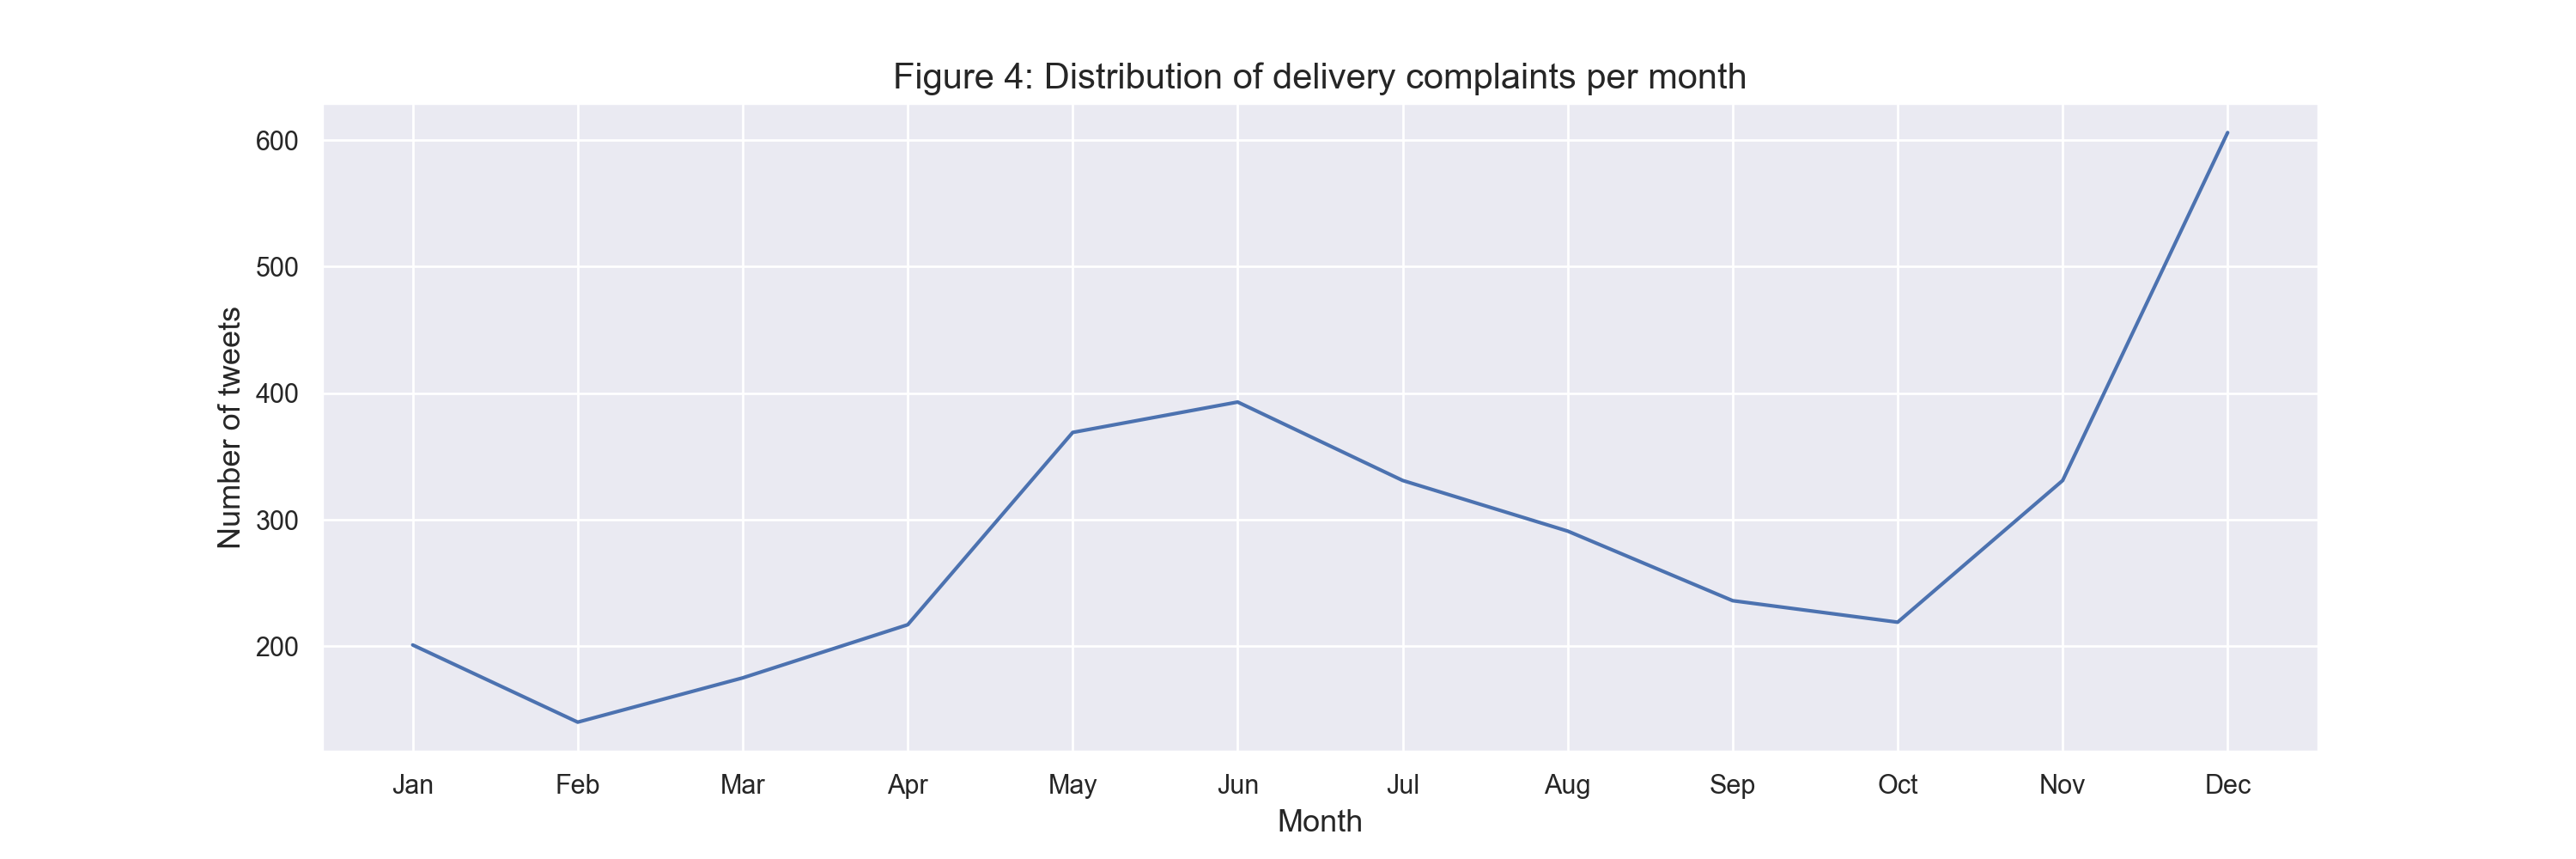 Figure 4: Distribution of delivery complaints per month
600
500
400
300
200
Number of tweets
Jan Feb Mar Apr May Jun Jul Aug Sep Oct Nov Dec
Month